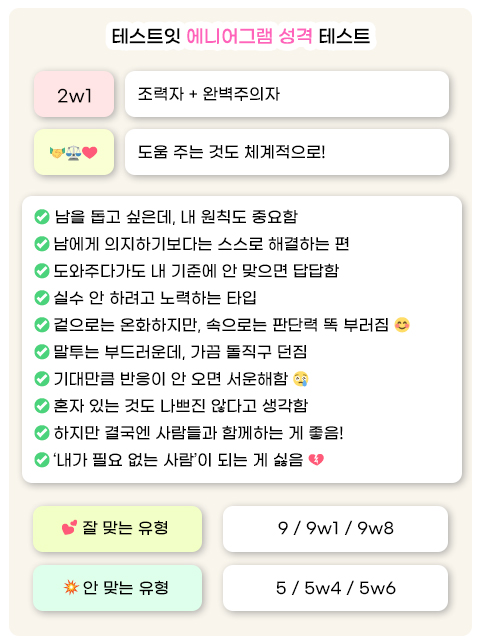 테스트잇 에니어그램 성격 테스트
2w1
조력자 + 완벽주의자
🤝⚖️❤️
도움 주는 것도 체계적으로!
✅ 남을 돕고 싶은데, 내 원칙도 중요함
✅ 남에게 의지하기보다는 스스로 해결하는 편
✅ 도와주다가도 내 기준에 안 맞으면 답답함
✅ 실수 안 하려고 노력하는 타입
✅ 겉으로는 온화하지만, 속으로는 판단력 똑 부러짐 😊
✅ 말투는 부드러운데, 가끔 돌직구 던짐
✅ 기대만큼 반응이 안 오면 서운해함 😢
✅ 혼자 있는 것도 나쁘진 않다고 생각함
✅ 하지만 결국엔 사람들과 함께하는 게 좋음!
✅ ‘내가 필요 없는 사람’이 되는 게 싫음 💔
💕 잘 맞는 유형
9 / 9w1 / 9w8
💥 안 맞는 유형
5 / 5w4 / 5w6